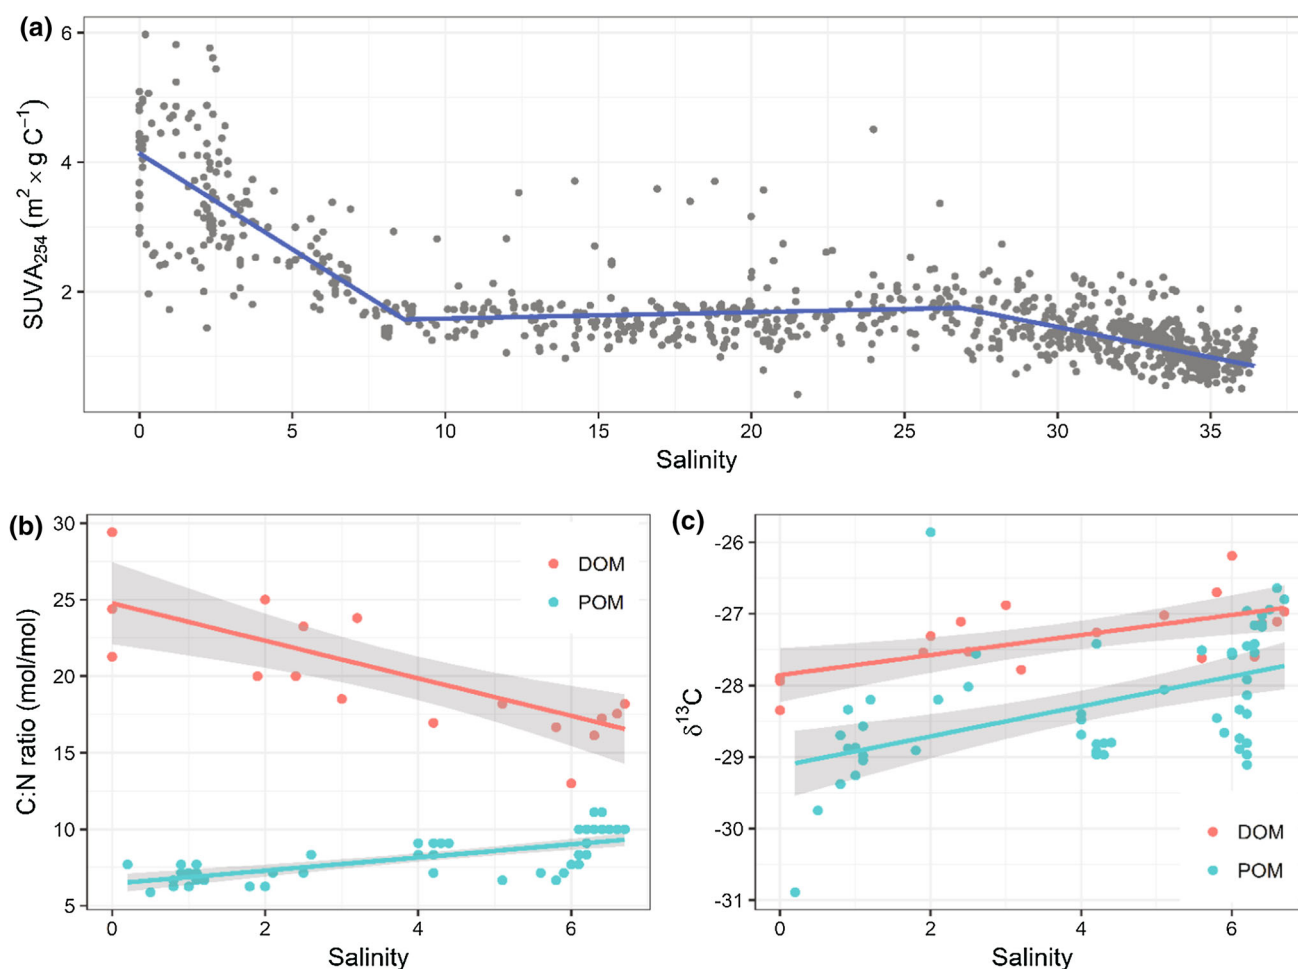 (a)
SUVA₂₅₄ (m² × g C⁻¹)
6
4
2
0 5 10 15 20 25 30 35
Salinity
(b)
C:N ratio (mol/mol)
30
25
20
15
10
5
DOM
POM
0 2 4 6
Salinity
(c)
δ¹³C
-26
-27
-28
-29
-30
-31
DOM
POM
0 2 4 6
Salinity